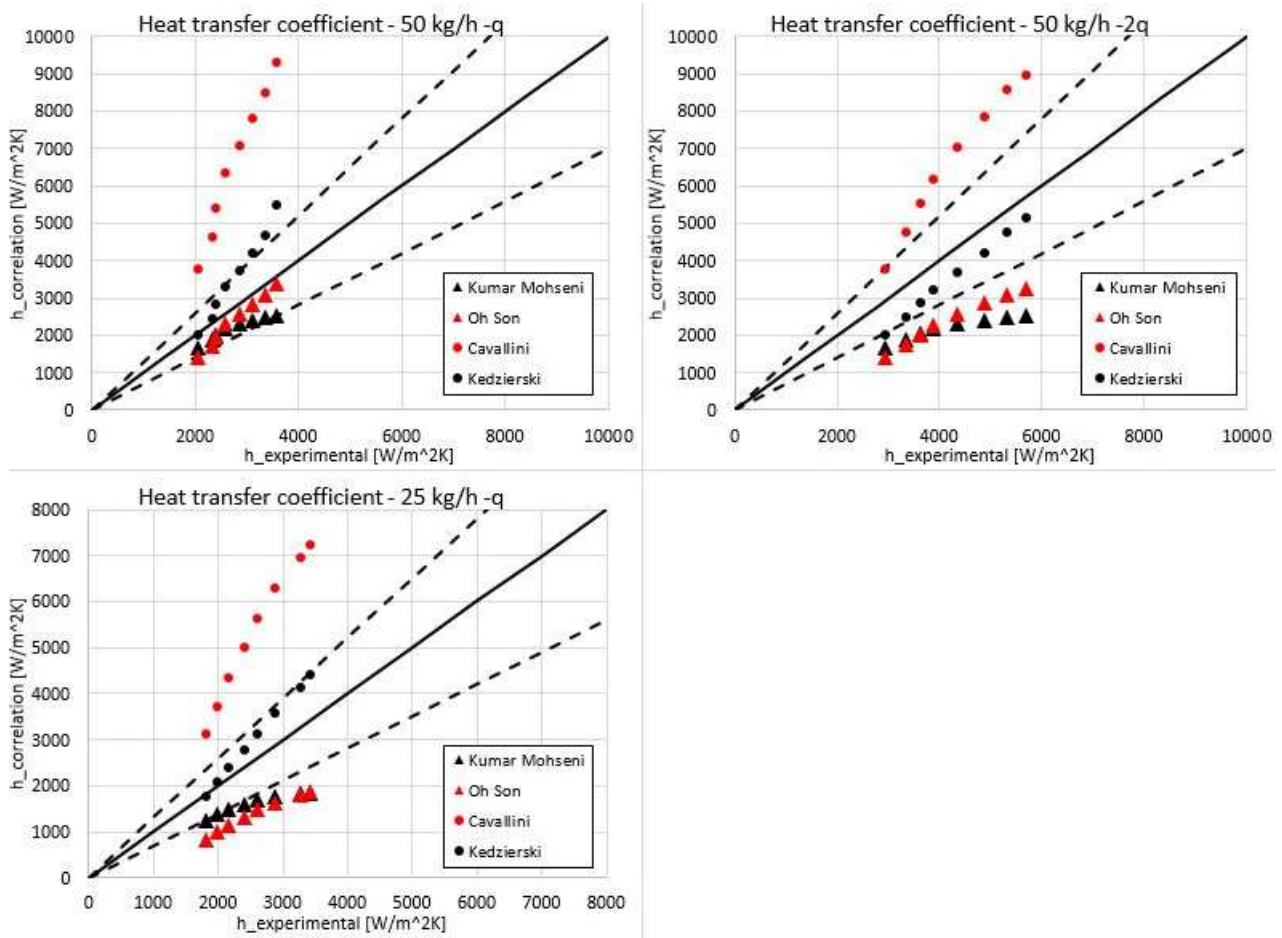 Heat transfer coefficient - 50 kg/h -q
10000
9000
8000
7000
6000
5000
4000
3000
2000
1000
0
h_correlation [W/m^2K]
▲ Kumar Mohseni
▲ Oh Son
● Cavallini
● Kedzierski
0 2000 4000 6000 8000 10000
h_experimental [W/m^2K]
Heat transfer coefficient - 50 kg/h -2q
10000
9000
8000
7000
6000
5000
4000
3000
2000
1000
0
h_correlation [W/m^2K]
▲ Kumar Mohseni
▲ Oh Son
● Cavallini
● Kedzierski
0 2000 4000 6000 8000 10000
h_experimental [W/m^2K]
Heat transfer coefficient - 25 kg/h -q
8000
7000
6000
5000
4000
3000
2000
1000
0
h_correlation [W/m^2K]
▲ Kumar Mohseni
▲ Oh Son
● Cavallini
● Kedzierski
0 1000 2000 3000 4000 5000 6000 7000 8000
h_experimental [W/m^2K]